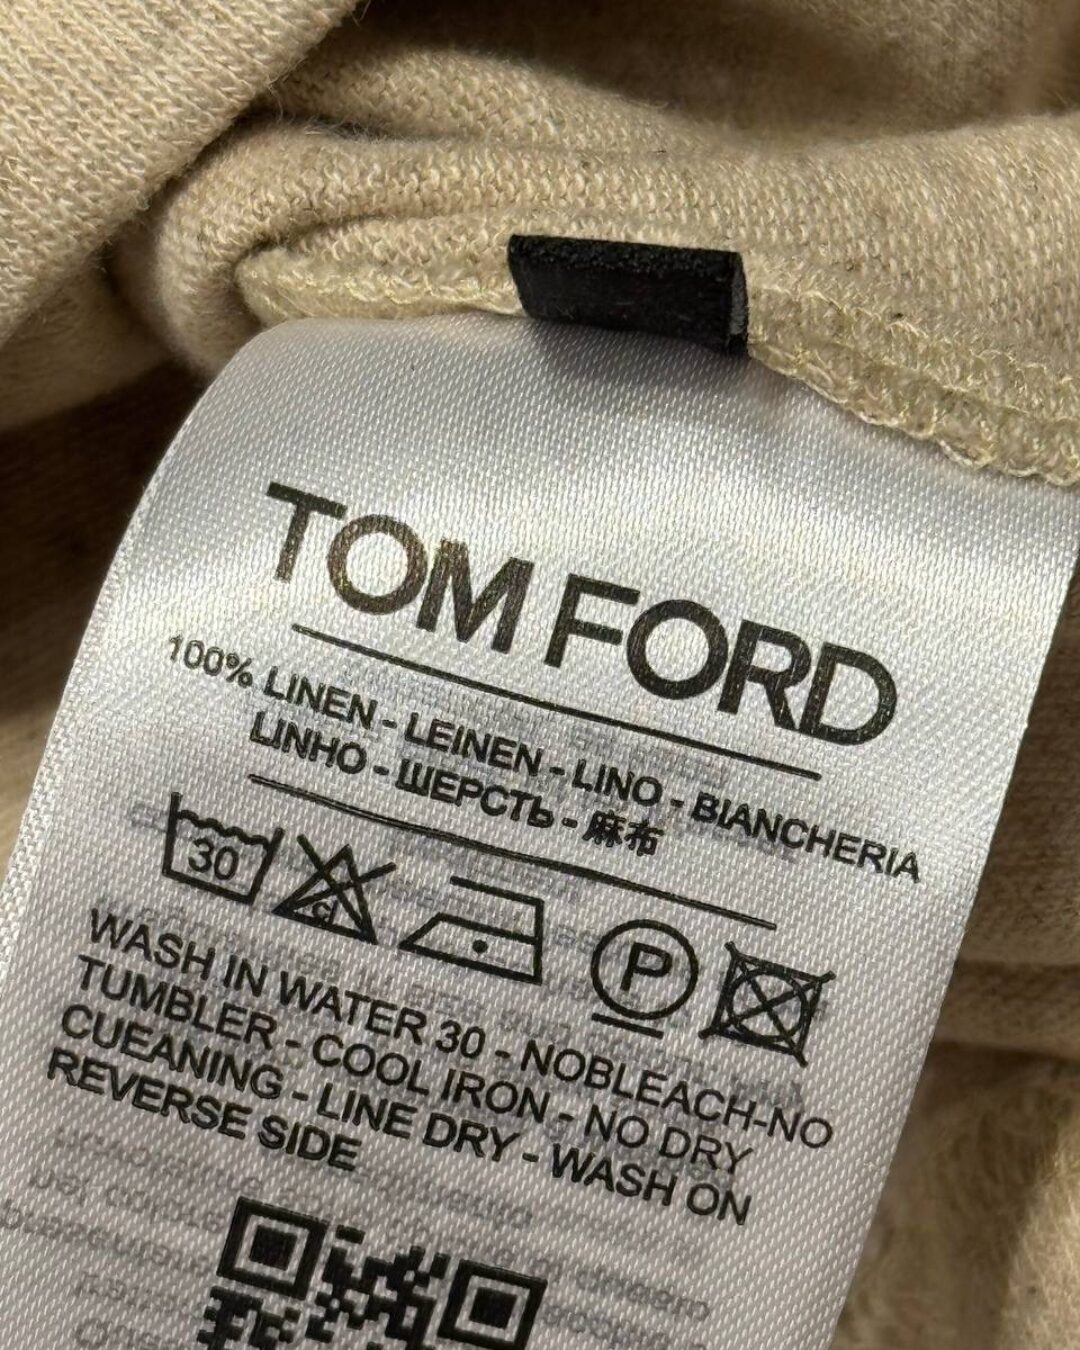 TOM FORD
100% LINEN - LEINEN - LINO - BIANCHERIA
LINHO - ШЕРСТЬ - 麻布
30
cl
P
WASH IN WATER 30 - NOBLEACH-NO
TUMBLER - COOL IRON - NO DRY
CUEANING - LINE DRY - WASH ON
REVERSE SIDE